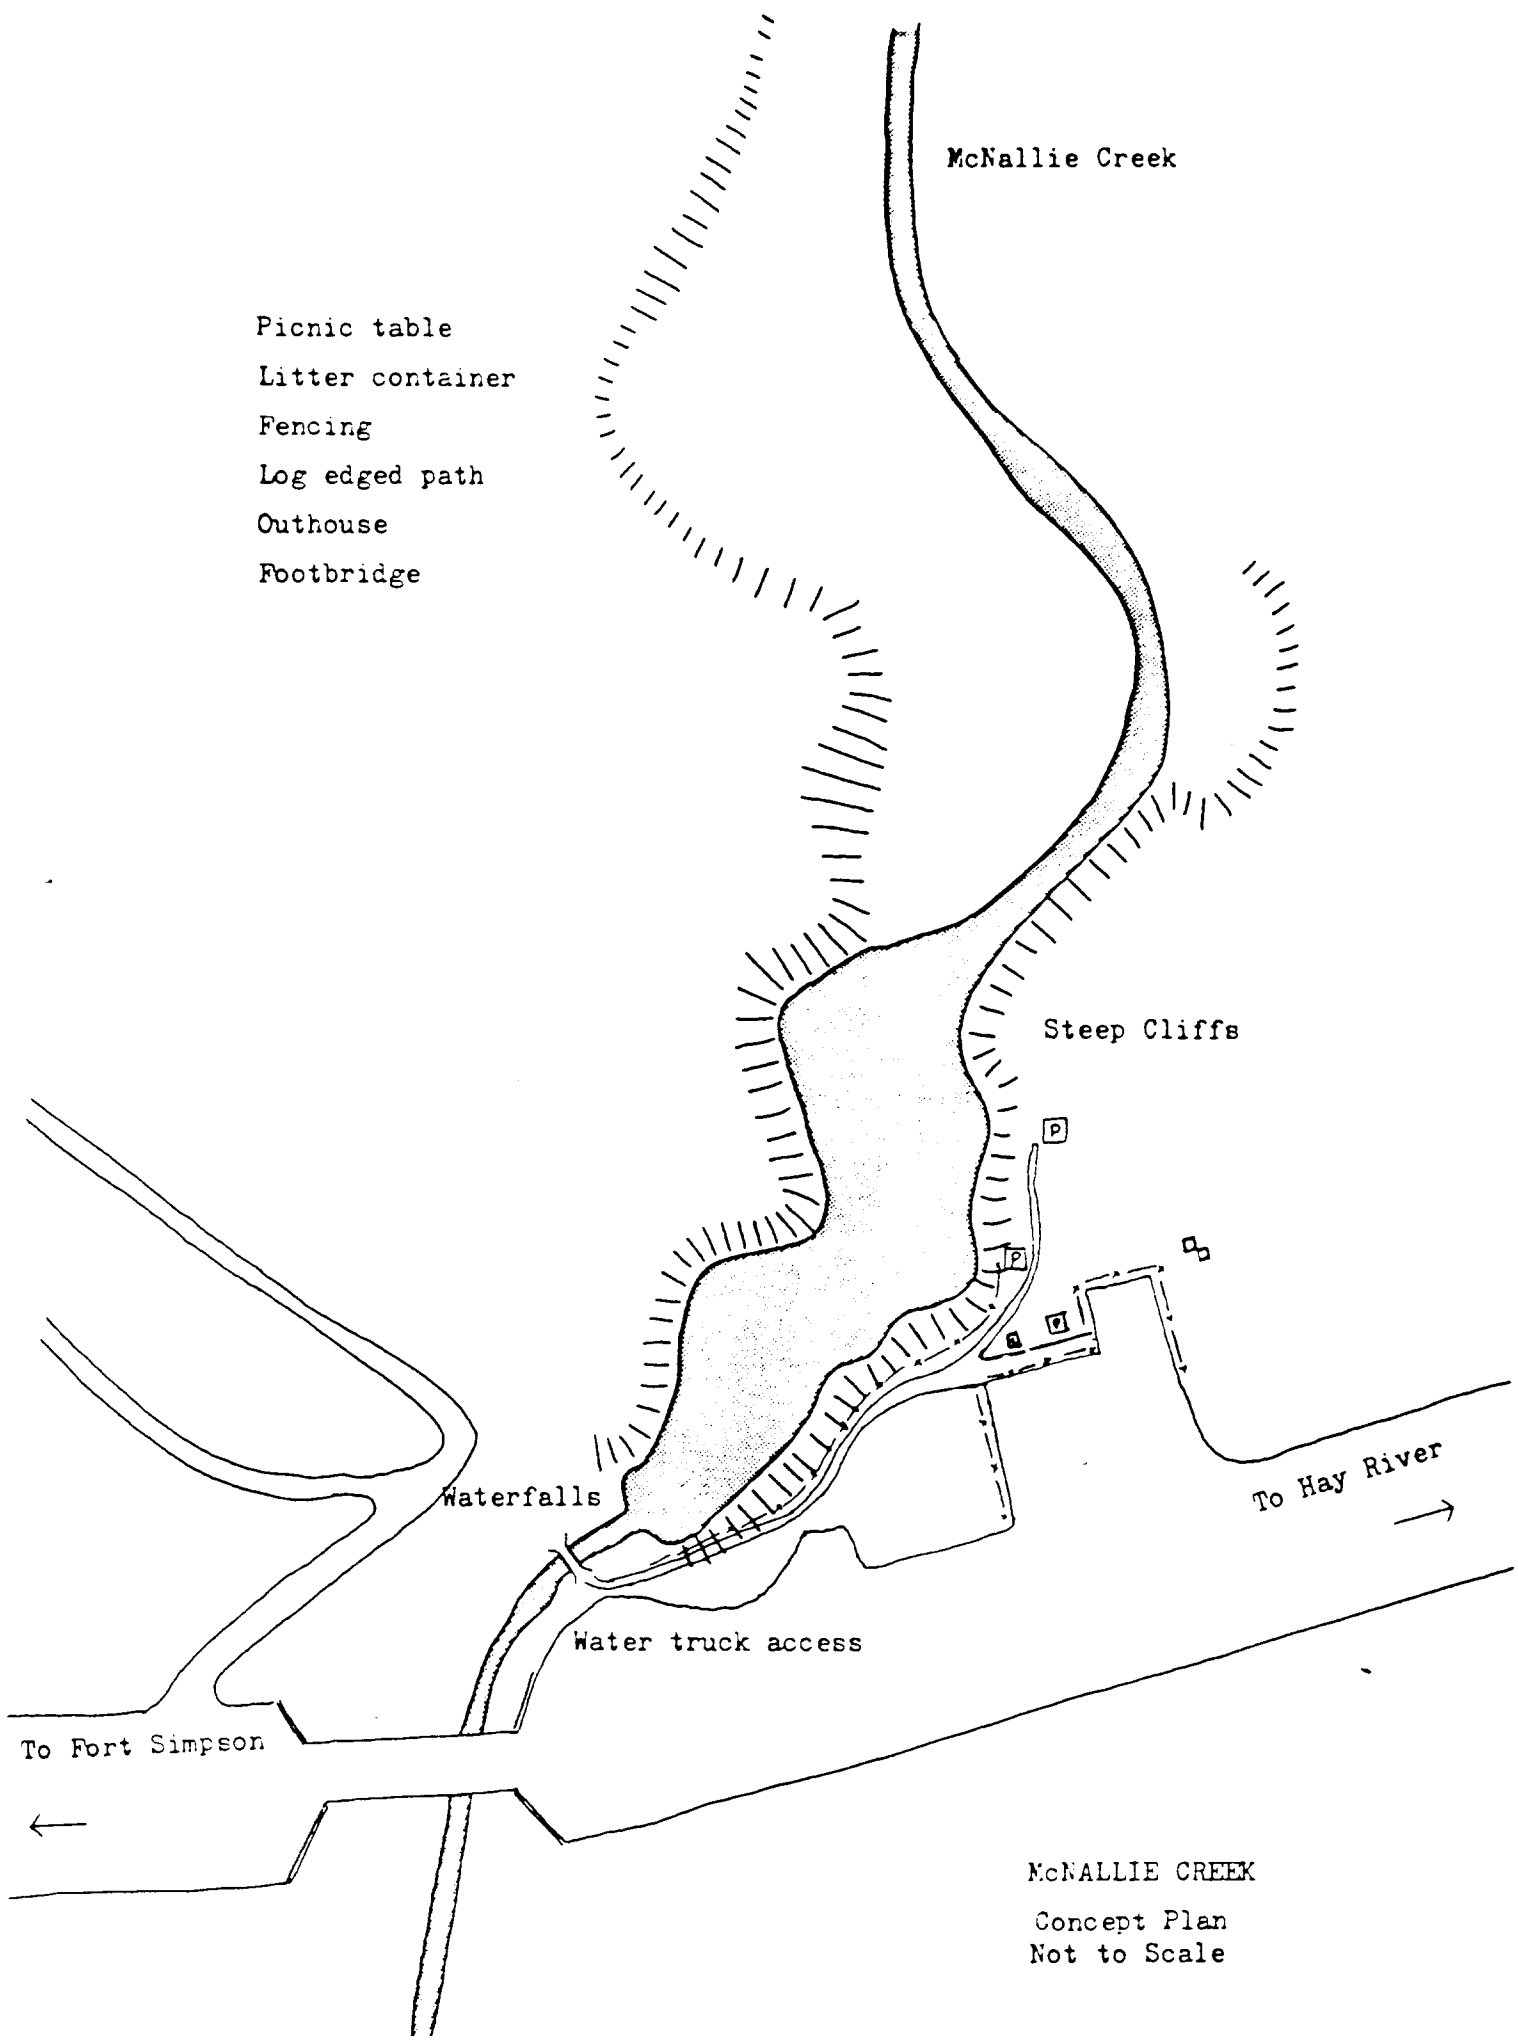 McNallie Creek
Picnic table
Litter container
Fencing
Log edged path
Outhouse
Footbridge
Steep Cliffs
P
P
P
To Hay River
Waterfalls
Water truck access
To Fort Simpson
McNALLIE CREEK
Concept Plan
Not to Scale